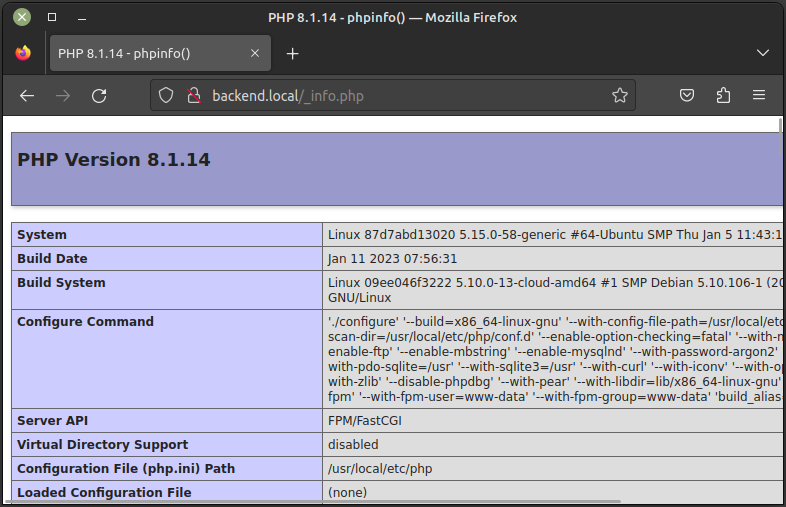 PHP 8.1.14 - phpinfo() — Mozilla Firefox
PHP 8.1.14 - phpinfo()
backend.local/_info.php
PHP Version 8.1.14
System Linux 87d7abd13020 5.15.0-58-generic #64-Ubuntu SMP Thu Jan 5 11:43:1
Build Date Jan 11 2023 07:56:31
Build System Linux 09ee046f3222 5.10.0-13-cloud-amd64 #1 SMP Debian 5.10.106-1 (20
GNU/Linux
Configure Command './configure' '--build=x86_64-linux-gnu' '--with-config-file-path=/usr/local/etc
scan-dir=/usr/local/etc/php/conf.d' '--enable-option-checking=fatal' '--with-m
enable-ftp' '--enable-mbstring' '--enable-mysqlnd' '--with-password-argon2'
with-pdo-sqlite=/usr' '--with-sqlite3=/usr' '--with-curl' '--with-iconv' '--with-op
with-zlib' '--disable-phpdbg' '--with-pear' '--with-libdir=lib/x86_64-linux-gnu'
fpm' '--with-fpm-user=www-data' '--with-fpm-group=www-data' 'build_alias
Server API FPM/FastCGI
Virtual Directory Support disabled
Configuration File (php.ini) Path /usr/local/etc/php
Loaded Configuration File (none)